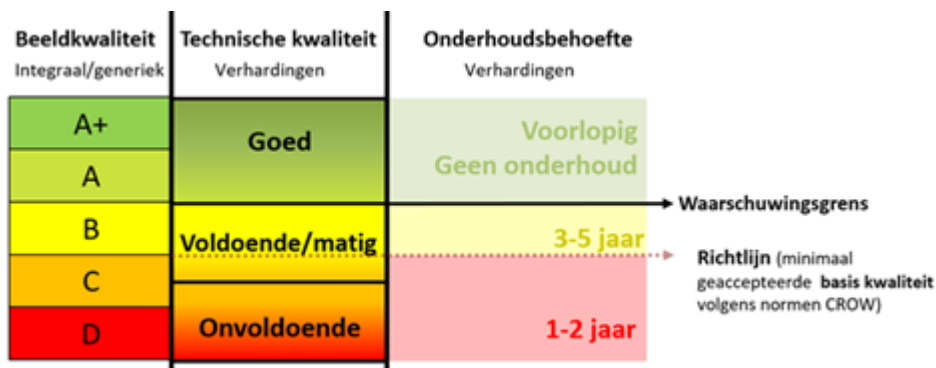 Beeldkwaliteit
Integraal/generiek
Technische kwaliteit
Verhardingen
Onderhoudsbehoefte
Verhardingen
A+
A
B
C
D
Goed
Voldoende/matig
Onvoldoende
Voorlopig
Geen onderhoud
3-5 jaar
1-2 jaar
Waarschuwingsgrens
Richtlijn (minimaal
geaccepteerde basis kwaliteit
volgens normen CROW)